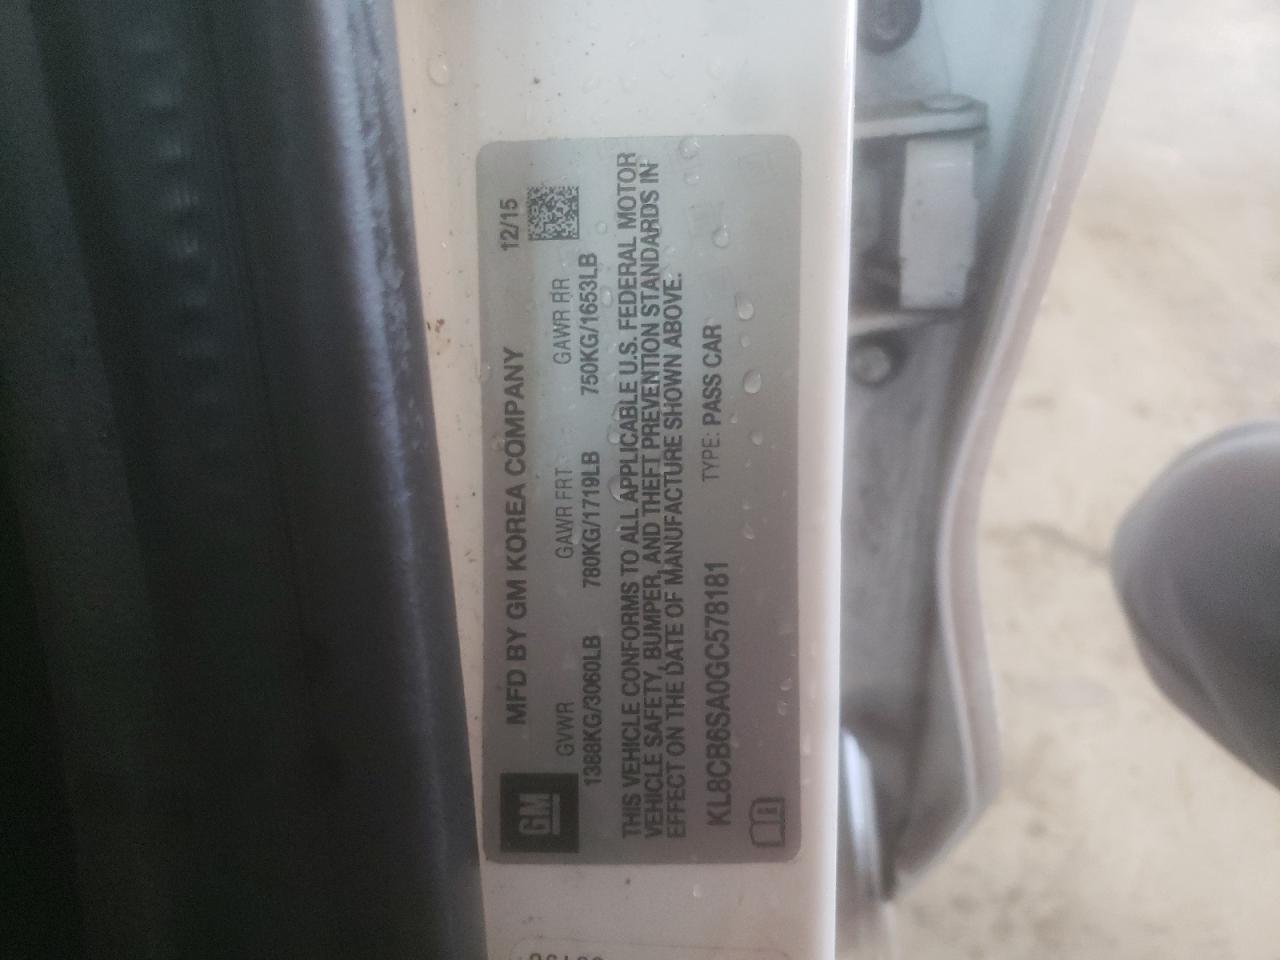 MFD BY GM KOREA COMPANY 12/15
GM
GVWR GAWR FRT GAWR RR
1388KG/3060LB 780KG/1719LB 750KG/1653LB
THIS VEHICLE CONFORMS TO ALL APPLICABLE U.S. FEDERAL MOTOR
VEHICLE SAFETY, BUMPER, AND THEFT PREVENTION STANDARDS IN
EFFECT ON THE DATE OF MANUFACTURE SHOWN ABOVE.
KL8CB6SA0GC578181 TYPE: PASS CAR